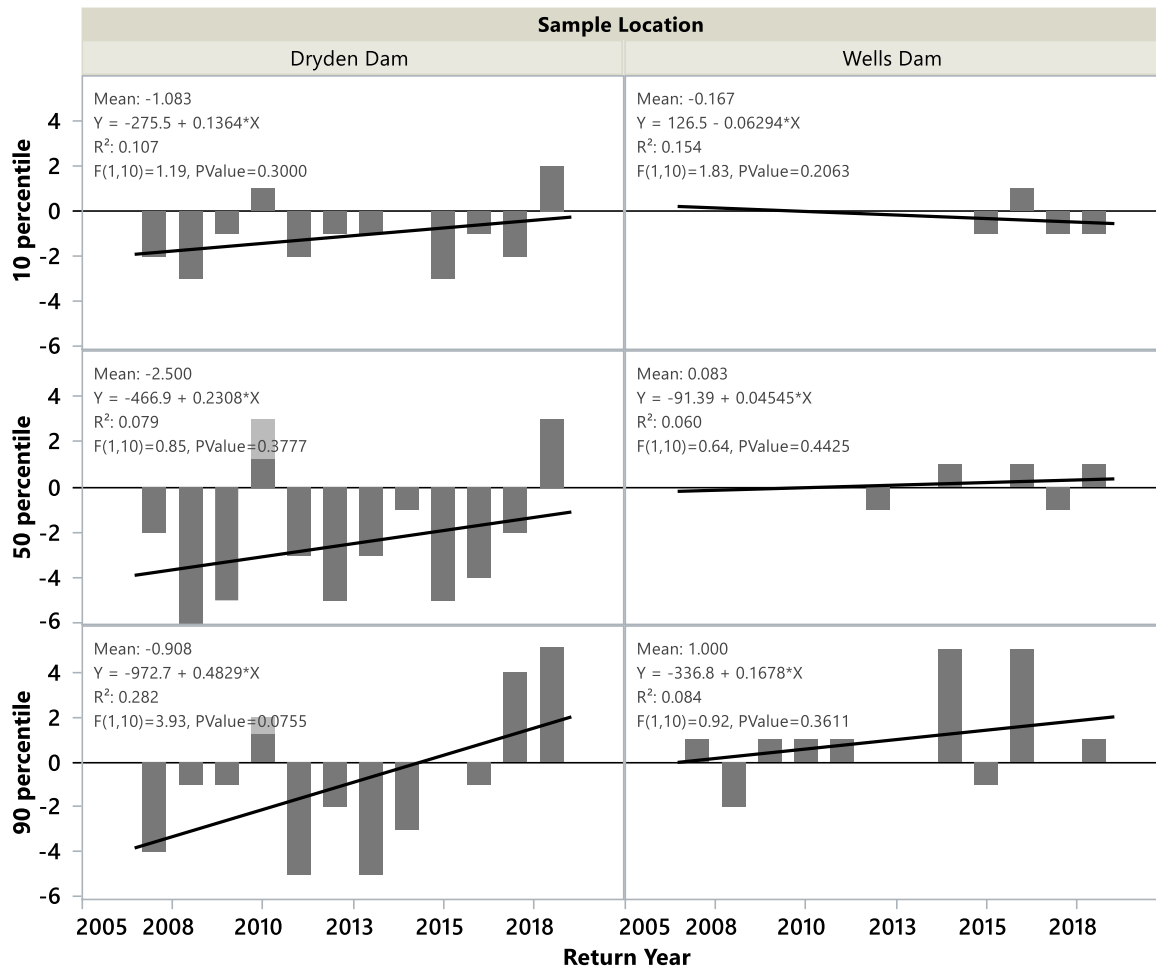 Sample Location
Dryden Dam
Wells Dam
10 percentile
4
2
0
-2
-4
-6
Mean: -1.083
Y = -275.5 + 0.1364*X
R²: 0.107
F(1,10)=1.19, PValue=0.3000
Mean: -0.167
Y = 126.5 - 0.06294*X
R²: 0.154
F(1,10)=1.83, PValue=0.2063
50 percentile
4
2
0
-2
-4
-6
Mean: -2.500
Y = -466.9 + 0.2308*X
R²: 0.079
F(1,10)=0.85, PValue=0.3777
Mean: 0.083
Y = -91.39 + 0.04545*X
R²: 0.060
F(1,10)=0.64, PValue=0.4425
90 percentile
4
2
0
-2
-4
-6
Mean: -0.908
Y = -972.7 + 0.4829*X
R²: 0.282
F(1,10)=3.93, PValue=0.0755
Mean: 1.000
Y = -336.8 + 0.1678*X
R²: 0.084
F(1,10)=0.92, PValue=0.3611
2005 2008 2010 2013 2015 2018 2005 2008 2010 2013 2015 2018
Return Year